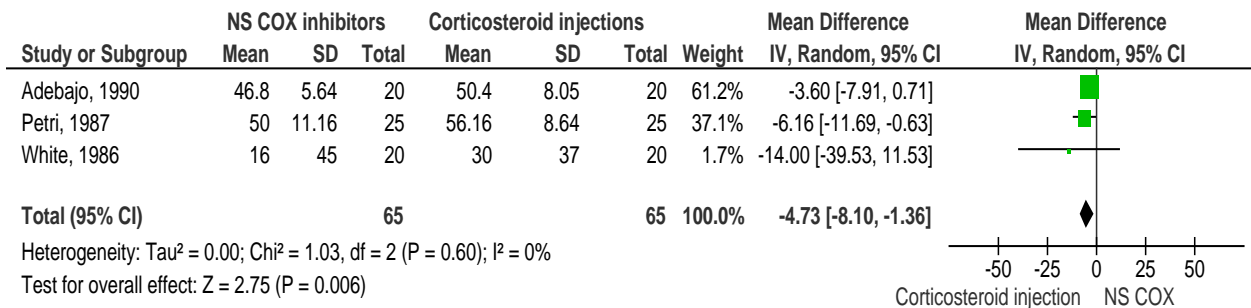 NS COX inhibitors Corticosteroid injections Mean Difference Mean Difference
Study or Subgroup Mean SD Total Mean SD Total Weight IV, Random, 95% CI IV, Random, 95% CI
Adebajo, 1990 46.8 5.64 20 50.4 8.05 20 61.2% -3.60 [-7.91, 0.71]
Petri, 1987 50 11.16 25 56.16 8.64 25 37.1% -6.16 [-11.69, -0.63]
White, 1986 16 45 20 30 37 20 1.7% -14.00 [-39.53, 11.53]
Total (95% CI) 65 65 100.0% -4.73 [-8.10, -1.36]
Heterogeneity: Tau² = 0.00; Chi² = 1.03, df = 2 (P = 0.60); I² = 0%
Test for overall effect: Z = 2.75 (P = 0.006)
-50 -25 0 25 50
Corticosteroid injection NS COX